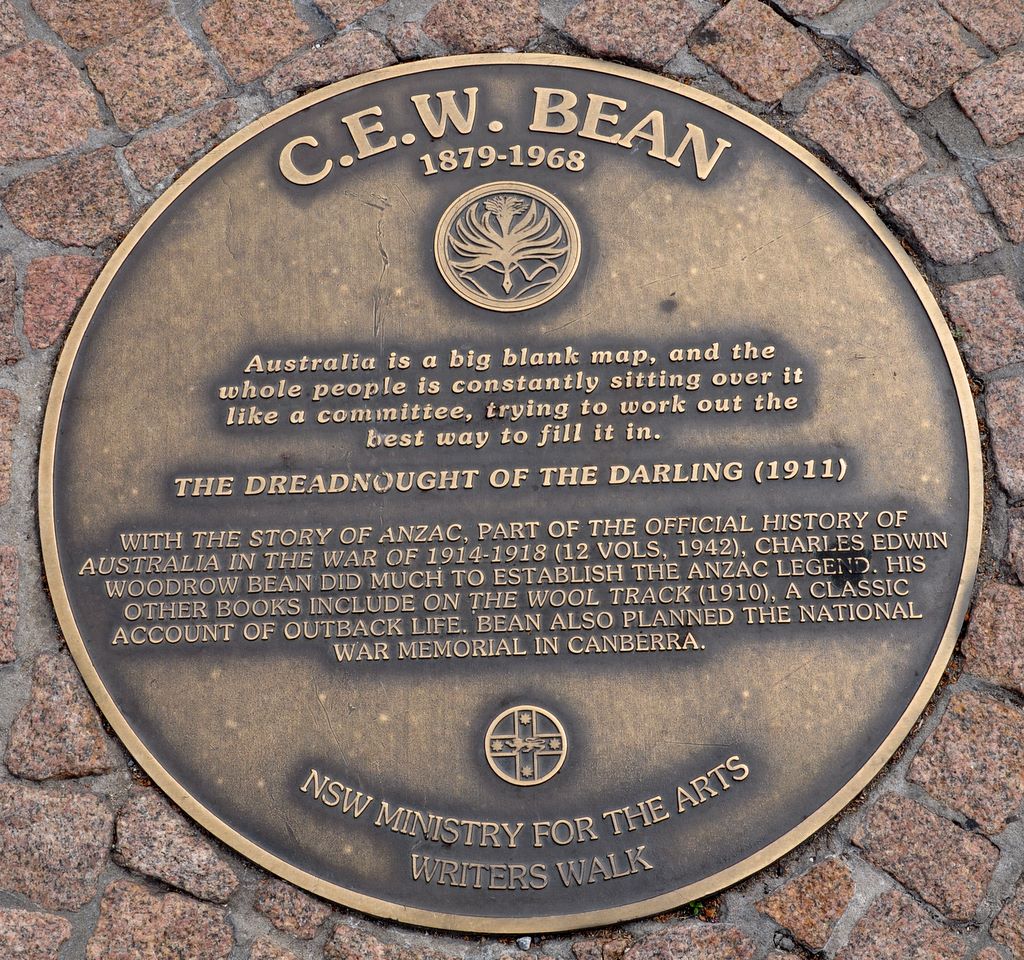 C.E.W. BEAN
1879-1968
Australia is a big blank map, and the
whole people is constantly sitting over it
like a committee, trying to work out the
best way to fill it in.
THE DREADNOUGHT OF THE DARLING (1911)
WITH THE STORY OF ANZAC, PART OF THE OFFICIAL HISTORY OF
AUSTRALIA IN THE WAR OF 1914-1918 (12 VOLS, 1942), CHARLES EDWIN
WOODROW BEAN DID MUCH TO ESTABLISH THE ANZAC LEGEND. HIS
OTHER BOOKS INCLUDE ON THE WOOL TRACK (1910), A CLASSIC
ACCOUNT OF OUTBACK LIFE. BEAN ALSO PLANNED THE NATIONAL
WAR MEMORIAL IN CANBERRA.
NSW MINISTRY FOR THE ARTS
WRITERS WALK